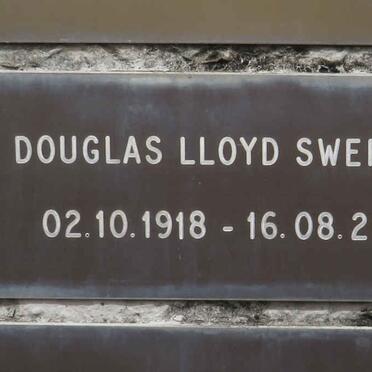 DOUGLAS LLOYD SWE
02.10.1918 - 16.08.2